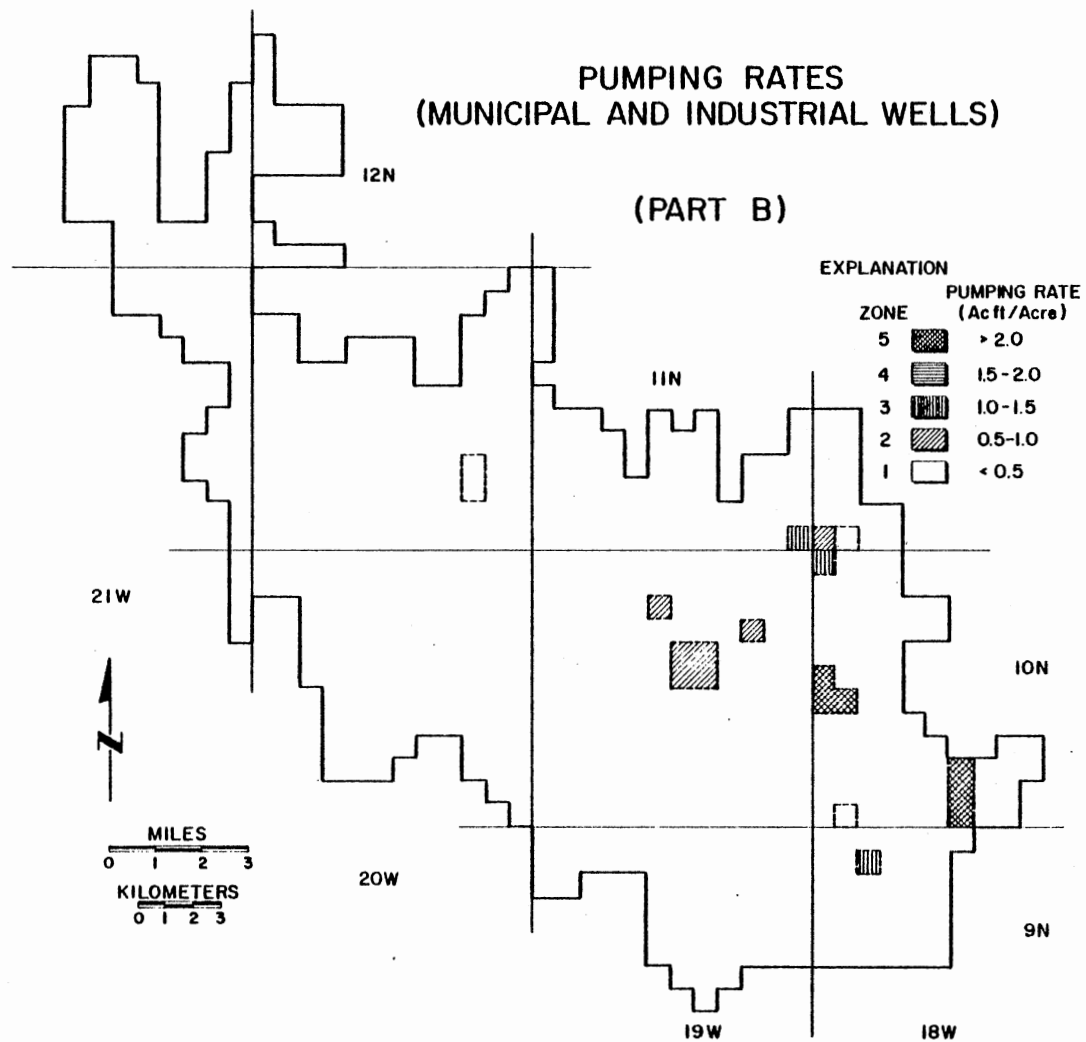 PUMPING RATES
(MUNICIPAL AND INDUSTRIAL WELLS)
(PART B)
12N
EXPLANATION
ZONE
PUMPING RATE
(Ac ft/Acre)
5 > 2.0
4 1.5-2.0
3 1.0-1.5
2 0.5-1.0
1 < 0.5
11N
21W
10N
N
MILES
0 1 2 3
KILOMETERS
0 1 2 3
20W
9N
19W
18W